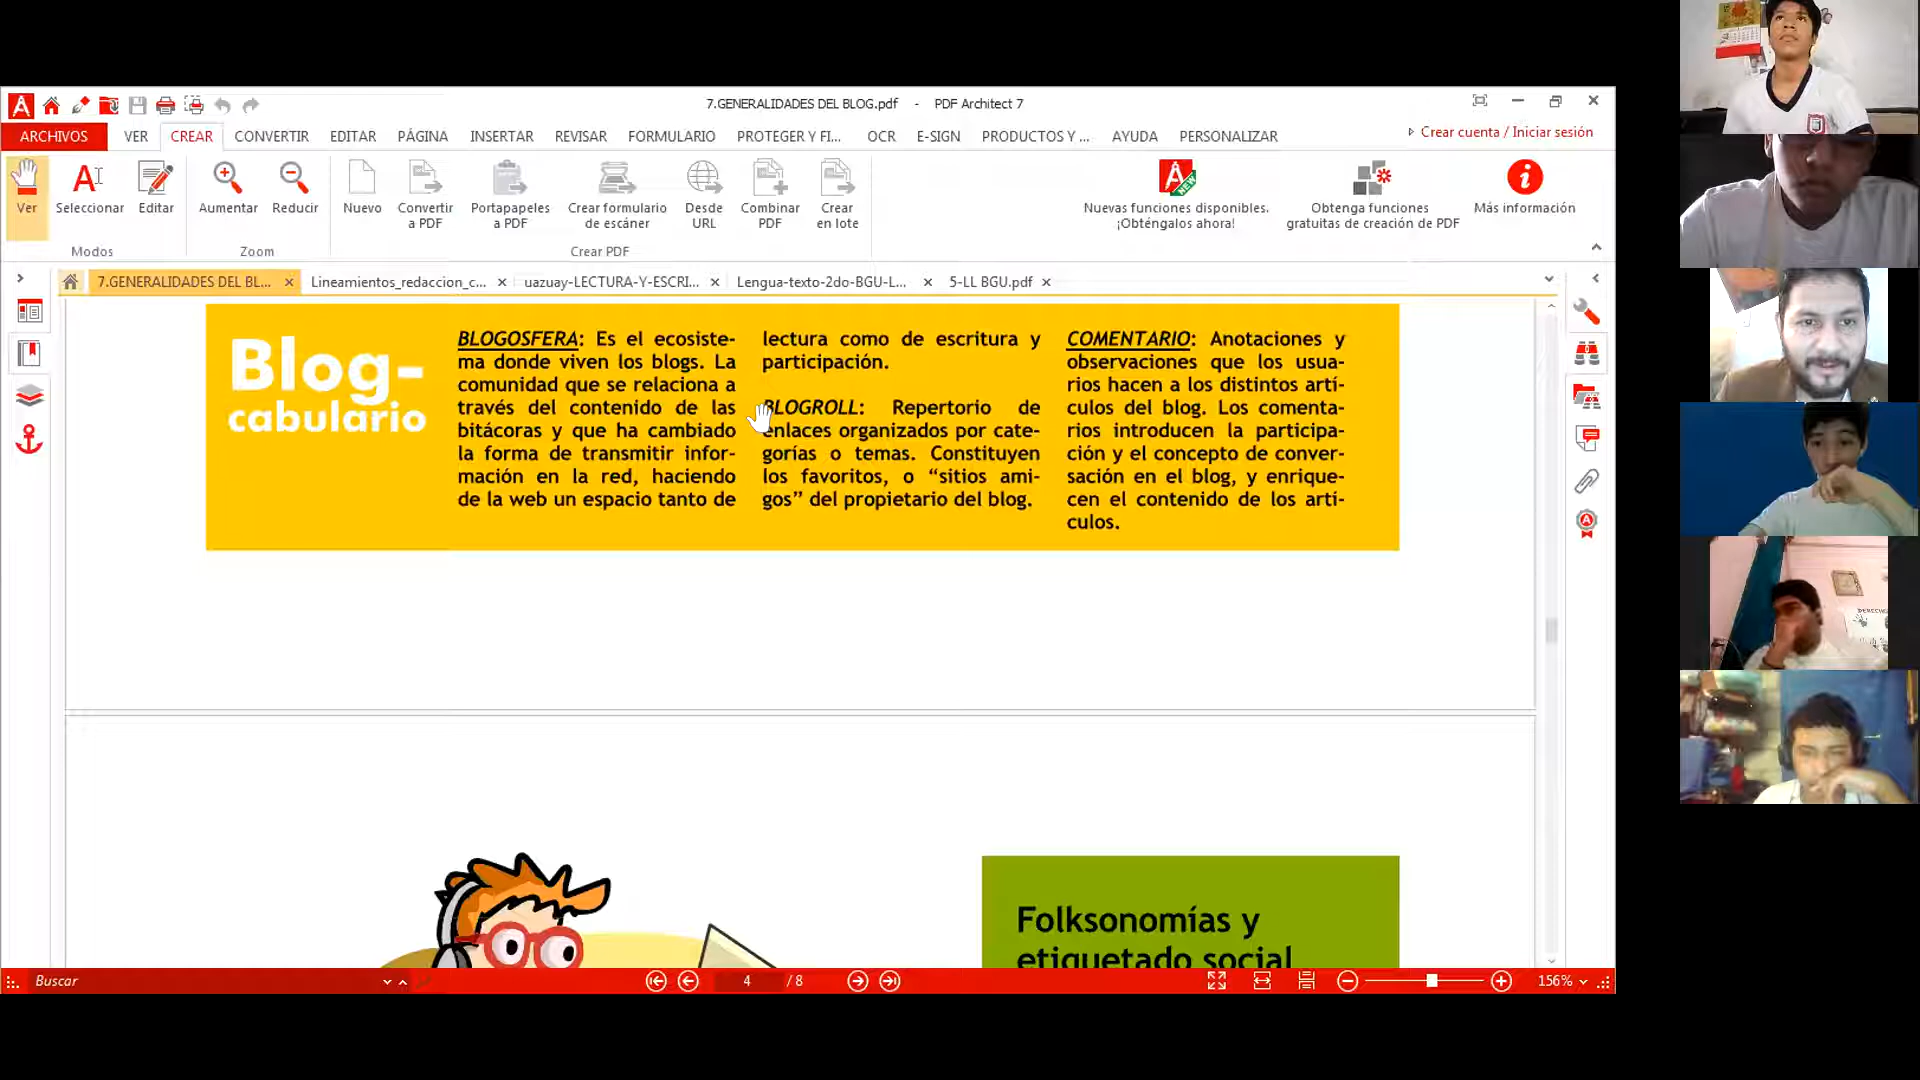 7.GENERALIDADES DEL BLOG.pdf - PDF Architect 7
ARCHIVOS VER CREAR CONVERTIR EDITAR PÁGINA INSERTAR REVISAR FORMULARIO PROTEGER Y FI... OCR E-SIGN PRODUCTOS Y ... AYUDA PERSONALIZAR
Crear cuenta / Iniciar sesión
Ver
Seleccionar
Editar
Modos
Aumentar
Reducir
Zoom
Nuevo
Convertir
a PDF
Portapapeles
a PDF
Crear formulario
de escáner
Desde
URL
Combinar
PDF
Crear
en lote
Crear PDF
Nuevas funciones disponibles.
¡Obténgalos ahora!
NEW
Obtenga funciones
gratuitas de creación de PDF
Más información
7.GENERALIDADES DEL BL...
Lineamientos_redaccion_c...
uazuay-LECTURA-Y-ESCRI...
Lengua-texto-2do-BGU-L...
5-LL BGU.pdf
Blog-
cabulario
BLOGOSFERA: Es el ecosiste-
ma donde viven los blogs. La
comunidad que se relaciona a
través del contenido de las
bitácoras y que ha cambiado
la forma de transmitir infor-
mación en la red, haciendo
de la web un espacio tanto de
lectura como de escritura y
participación.
BLOGROLL: Repertorio de
enlaces organizados por cate-
gorías o temas. Constituyen
los favoritos, o “sitios ami-
gos” del propietario del blog.
COMENTARIO: Anotaciones y
observaciones que los usua-
rios hacen a los distintos artí-
culos del blog. Los comenta-
rios introducen la participa-
ción y el concepto de conver-
sación en el blog, y enrique-
cen el contenido de los artí-
culos.
Folksonomías y
etiquetado social
Buscar
4 / 8
156%